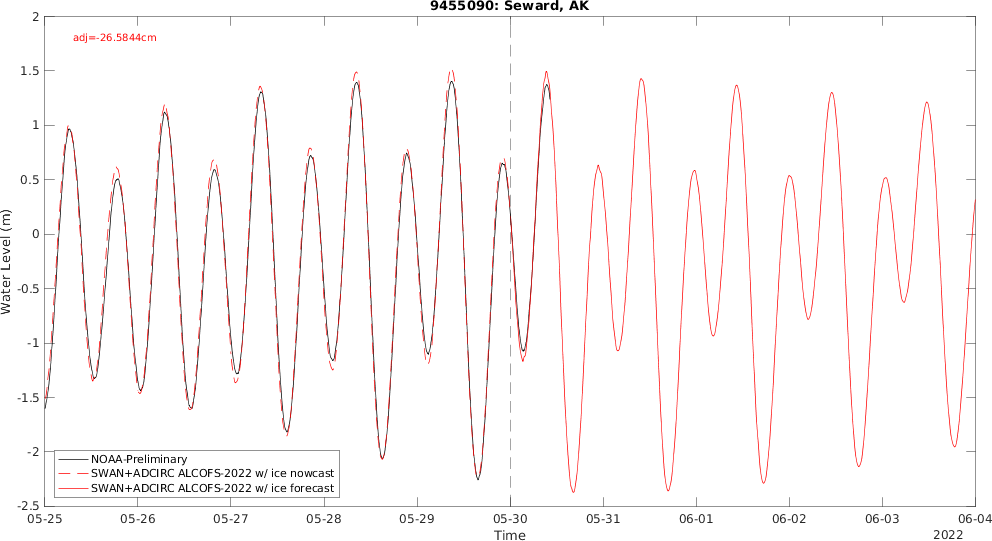 9455090: Seward, AK
adj=-26.5844cm
Water Level (m)
2
1.5
1
0.5
0
-0.5
-1
-1.5
-2
-2.5
NOAA-Preliminary
SWAN+ADCIRC ALCOFS-2022 w/ ice nowcast
SWAN+ADCIRC ALCOFS-2022 w/ ice forecast
05-25 05-26 05-27 05-28 05-29 05-30 05-31 06-01 06-02 06-03 06-04
Time
2022